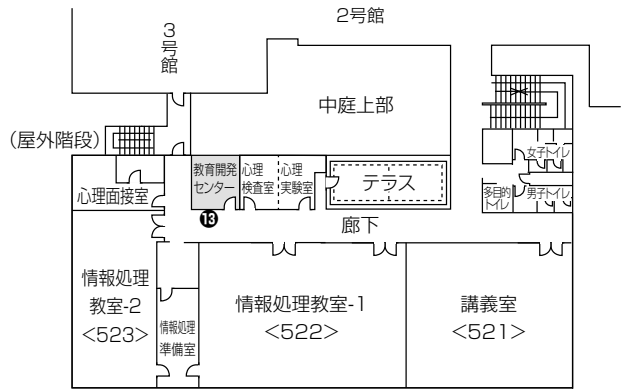 2号館
3
号
館
中庭上部
(屋外階段)
女子トイレ
教育開発
センター
心理
検査室
心理
実験室
テラス
心理面接室
多目的
トイレ
男子トイレ
⓭
廊下
情報処理
教室-2
<523>
情報処理
準備室
情報処理教室-1
<522>
講義室
<521>